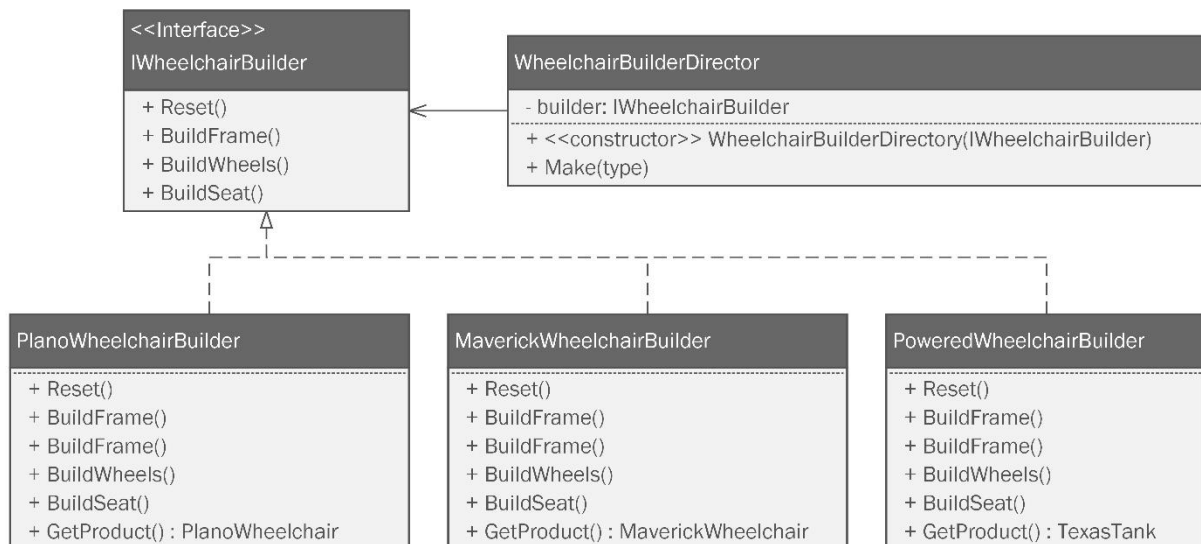 <<Interface>>
IWheelchairBuilder
+ Reset()
+ BuildFrame()
+ BuildWheels()
+ BuildSeat()
WheelchairBuilderDirector
- builder: IWheelchairBuilder
+ <<constructor>> WheelchairBuilderDirectory(IWheelchairBuilder)
+ Make(type)
PlanoWheelchairBuilder
+ Reset()
+ BuildFrame()
+ BuildFrame()
+ BuildWheels()
+ BuildSeat()
+ GetProduct() : PlanoWheelchair
MaverickWheelchairBuilder
+ Reset()
+ BuildFrame()
+ BuildFrame()
+ BuildWheels()
+ BuildSeat()
+ GetProduct() : MaverickWheelchair
PoweredWheelchairBuilder
+ Reset()
+ BuildFrame()
+ BuildFrame()
+ BuildWheels()
+ BuildSeat()
+ GetProduct() : TexasTank